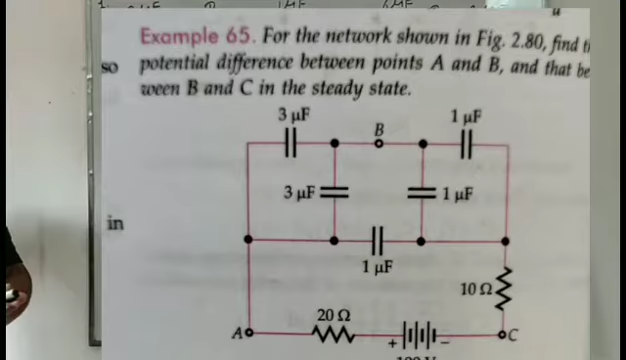 Example 65. For the network shown in Fig. 2.80, find
so potential difference between points A and B, and that be
ween B and C in the steady state.
3 μF
1 μF
B
3 μF
1 μF
in
1 μF
10 Ω
20 Ω
A
+
-
C